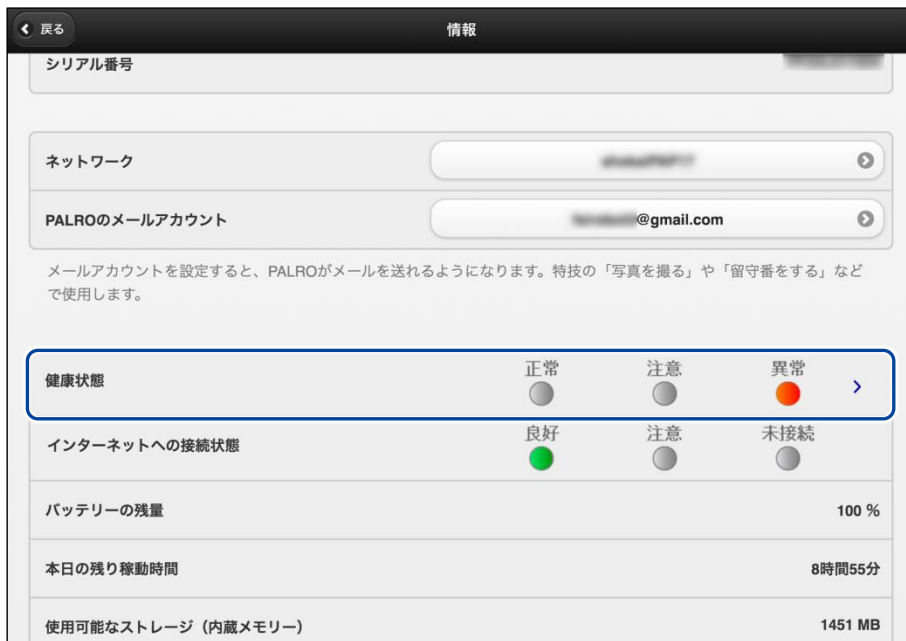 戻る
情報
シリアル番号
ネットワーク
PALROのメールアカウント
@gmail.com
メールアカウントを設定すると、PALROがメールを送れるようになります。特技の「写真を撮る」や「留守番をする」など
で使用します。
健康状態 正常 注意 異常
インターネットへの接続状態 良好 注意 未接続
バッテリーの残量 100 %
本日の残り稼動時間 8時間55分
使用可能なストレージ（内蔵メモリー） 1451 MB